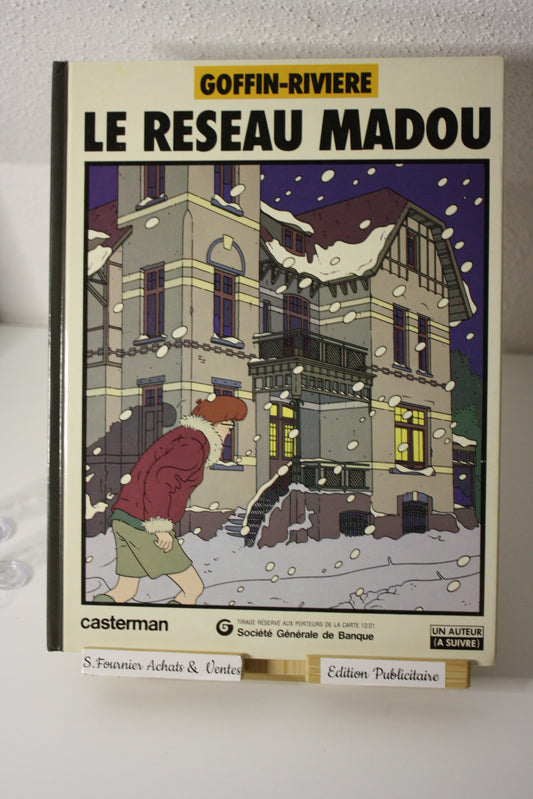 GOFFIN-RIVIERE
LE RESEAU MADOU
casterman
G
TIRAGE RÉSERVÉ AUX PORTEURS DE LA CARTE 12/21
Société Générale de Banque
UN AUTEUR
(A SUIVRE)
S.Fournier Achats & Ventes
Edition Publicitaire